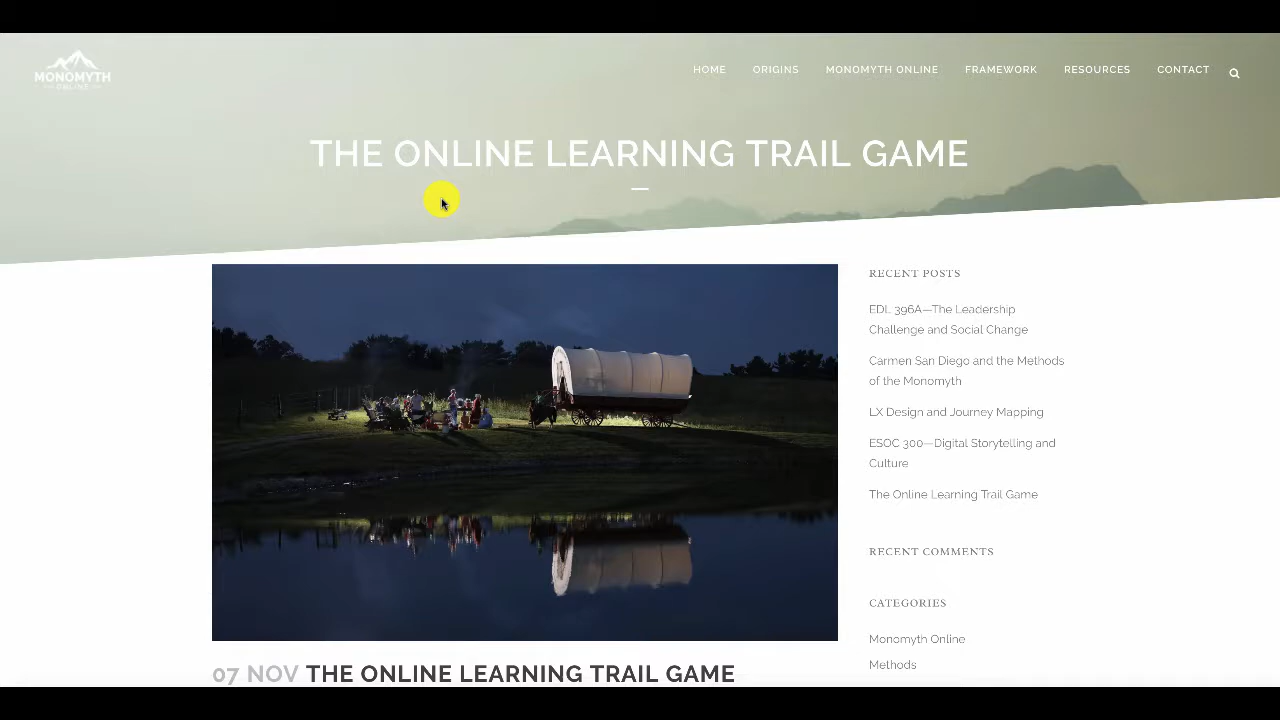 MONOMYTH
ONLINE
HOME ORIGINS MONOMYTH ONLINE FRAMEWORK RESOURCES CONTACT
THE ONLINE LEARNING TRAIL GAME
RECENT POSTS
EDL 396A—The Leadership
Challenge and Social Change
Carmen San Diego and the Methods
of the Monomyth
LX Design and Journey Mapping
ESOC 300—Digital Storytelling and
Culture
The Online Learning Trail Game
RECENT COMMENTS
CATEGORIES
Monomyth Online
Methods
07 NOV THE ONLINE LEARNING TRAIL GAME